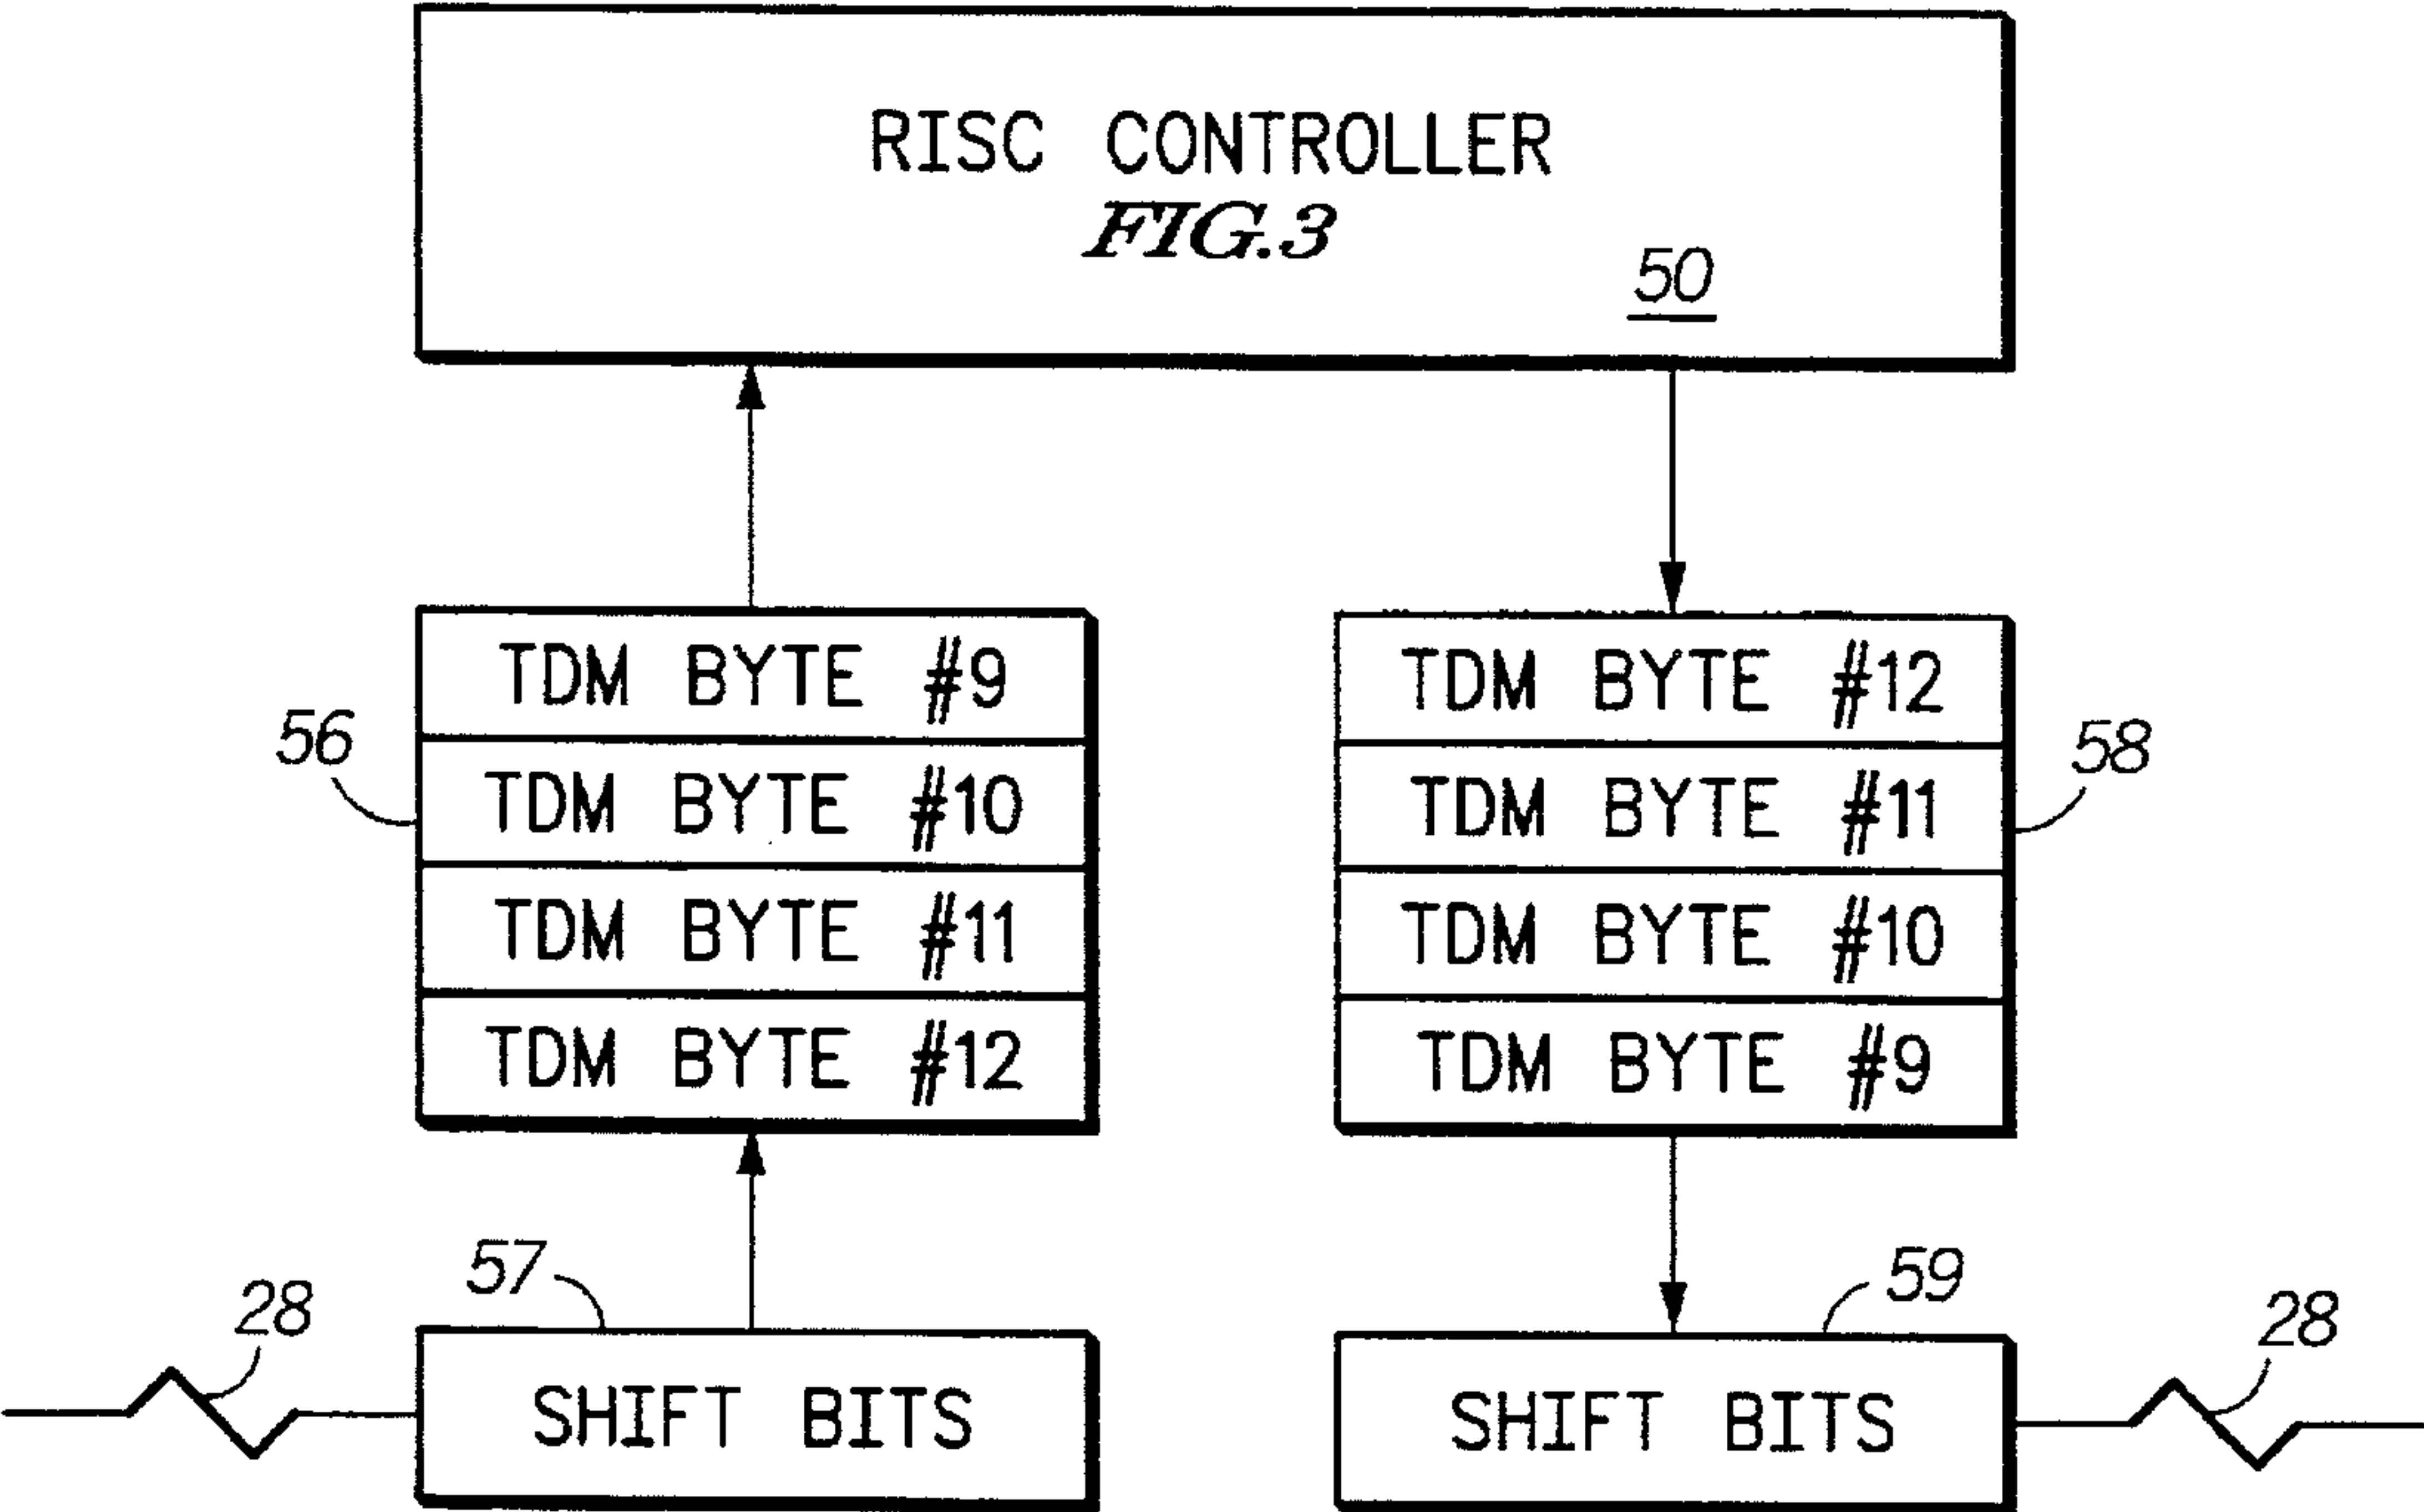 RISC CONTROLLER
FIG.3
50
TDM BYTE #9
TDM BYTE #10
TDM BYTE #11
TDM BYTE #12
56
TDM BYTE #12
TDM BYTE #11
TDM BYTE #10
TDM BYTE #9
58
57
28
SHIFT BITS
59
28
SHIFT BITS